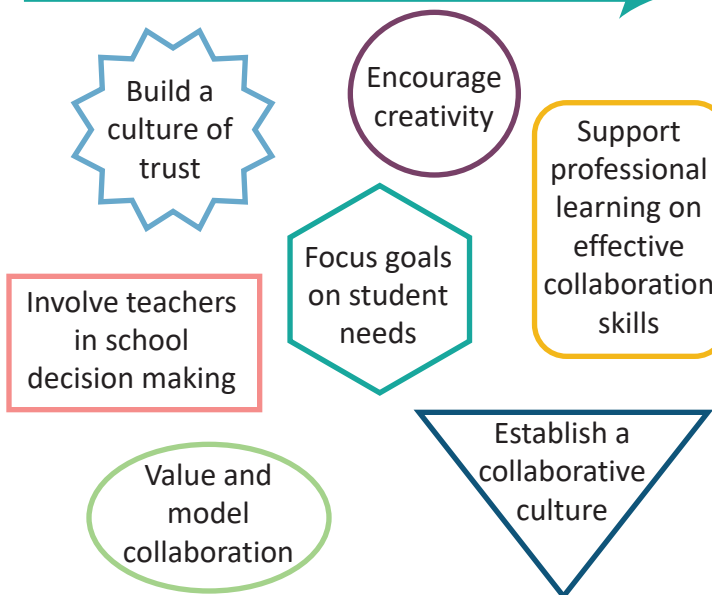 Build a
culture of
trust
Encourage
creativity
Support
professional
learning on
effective
collaboration
skills
Focus goals
on student
needs
Involve teachers
in school
decision making
Establish a
collaborative
culture
Value and
model
collaboration